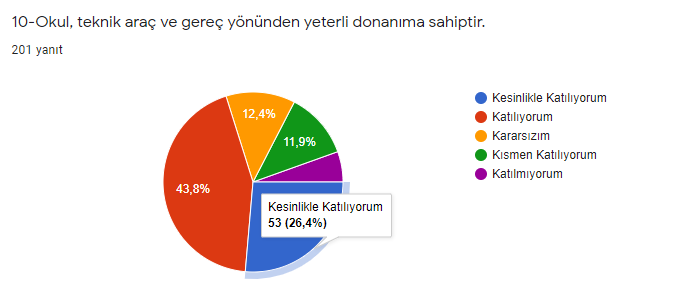 10-Okul, teknik araç ve gereç yönünden yeterli donanıma sahiptir.
201 yanıt
12,4%
11,9%
43,8%
Kesinlikle Katılıyorum
53 (26,4%)
Kesinlikle Katılıyorum
Katılıyorum
Kararsızım
Kısmen Katılıyorum
Katılmıyorum